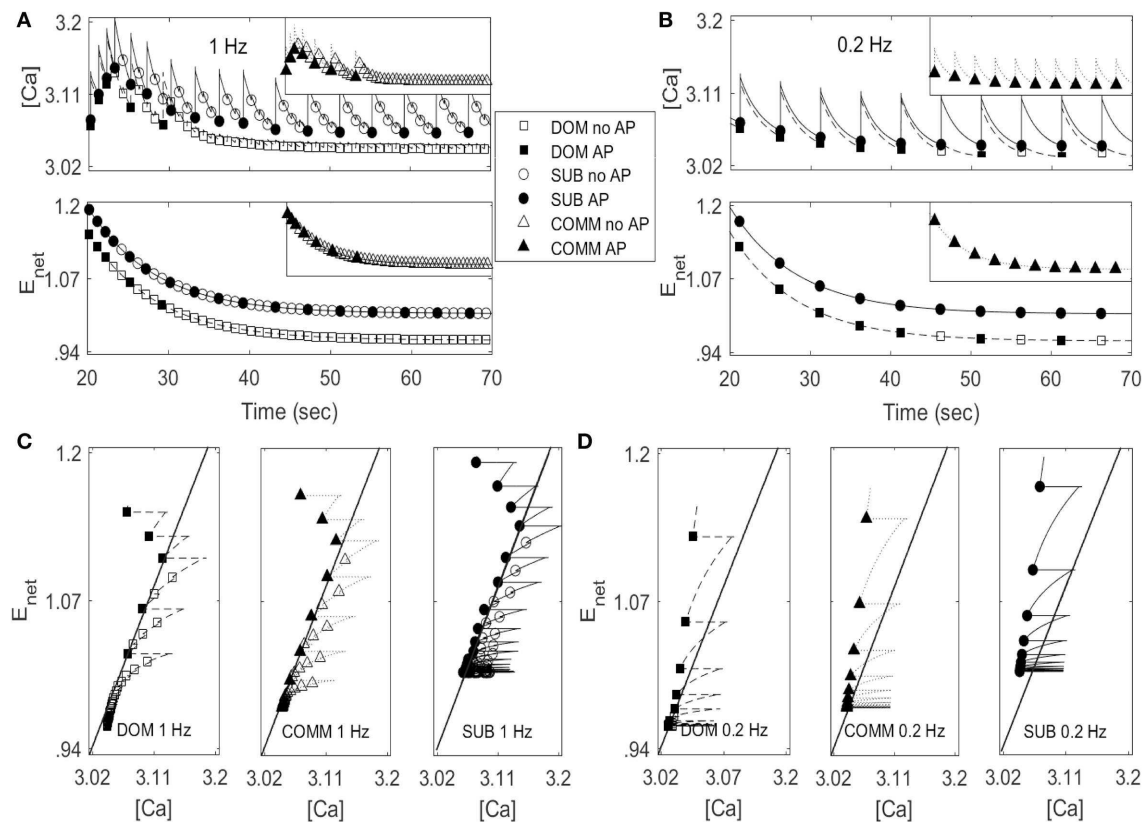 A
3.2
3.11
3.02
[Ca]
1 Hz
1.2
1.07
.94
E_net
20 30 40 50 60 70
Time (sec)
DOM no AP
DOM AP
SUB no AP
SUB AP
COMM no AP
COMM AP
B
3.2
3.11
3.02
[Ca]
0.2 Hz
1.2
1.07
.94
E_net
20 30 40 50 60 70
Time (sec)
C
1.2
1.07
.94
E_net
DOM 1 Hz
COMM 1 Hz
SUB 1 Hz
3.02 3.11 3.2
3.02 3.11 3.2
3.02 3.11 3.2
[Ca]
[Ca]
[Ca]
D
1.2
1.07
.94
E_net
DOM 0.2 Hz
COMM 0.2 Hz
SUB 0.2 Hz
3.02 3.07 3.2
3.02 3.11 3.2
3.02 3.11 3.2
[Ca]
[Ca]
[Ca]